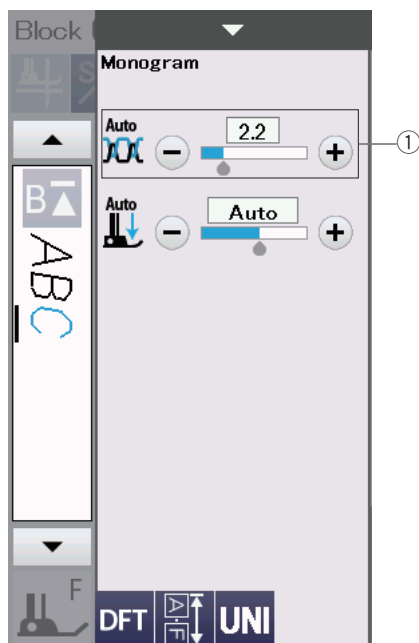 Block
Monogram
S
Auto
2.2
①
B
ABC
Auto
Auto
F
DFT
A
F
UNI